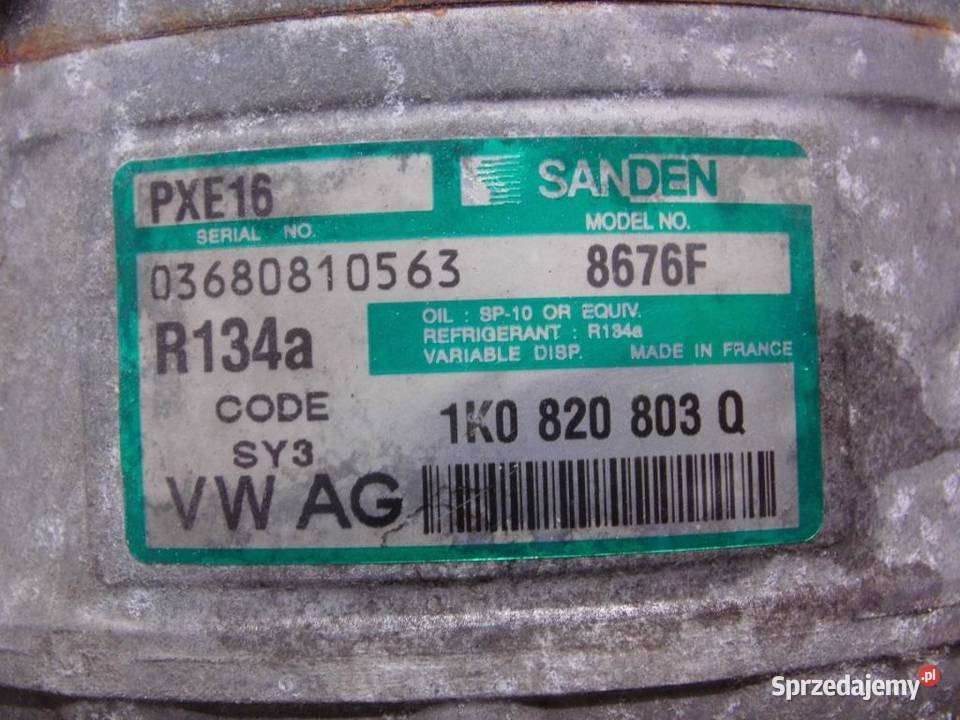 PXE16
SANDEN
SERIAL NO.
MODEL NO.
03680810563
8676F
R134a
OIL : SP-10 OR EQUIV.
REFRIGERANT : R134a
VARIABLE DISP. MADE IN FRANCE
CODE
SY3
1K0 820 803 Q
VW AG
Sprzedajemy.pl